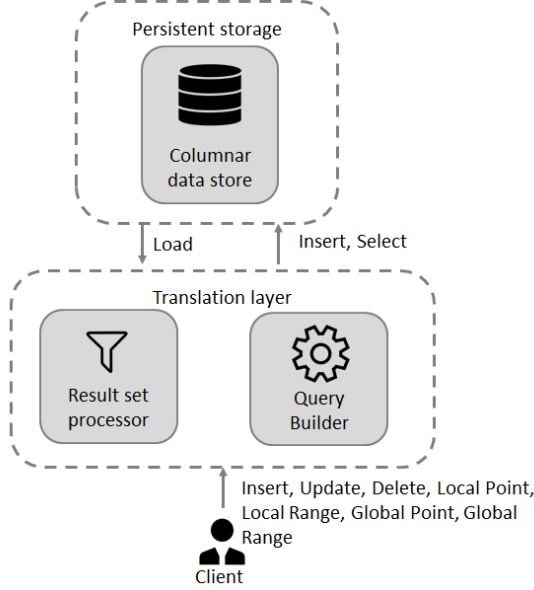 Persistent storage
Columnar
data store
Load
Insert, Select
Translation layer
Result set
processor
Query
Builder
Insert, Update, Delete, Local Point,
Local Range, Global Point, Global
Range
Client